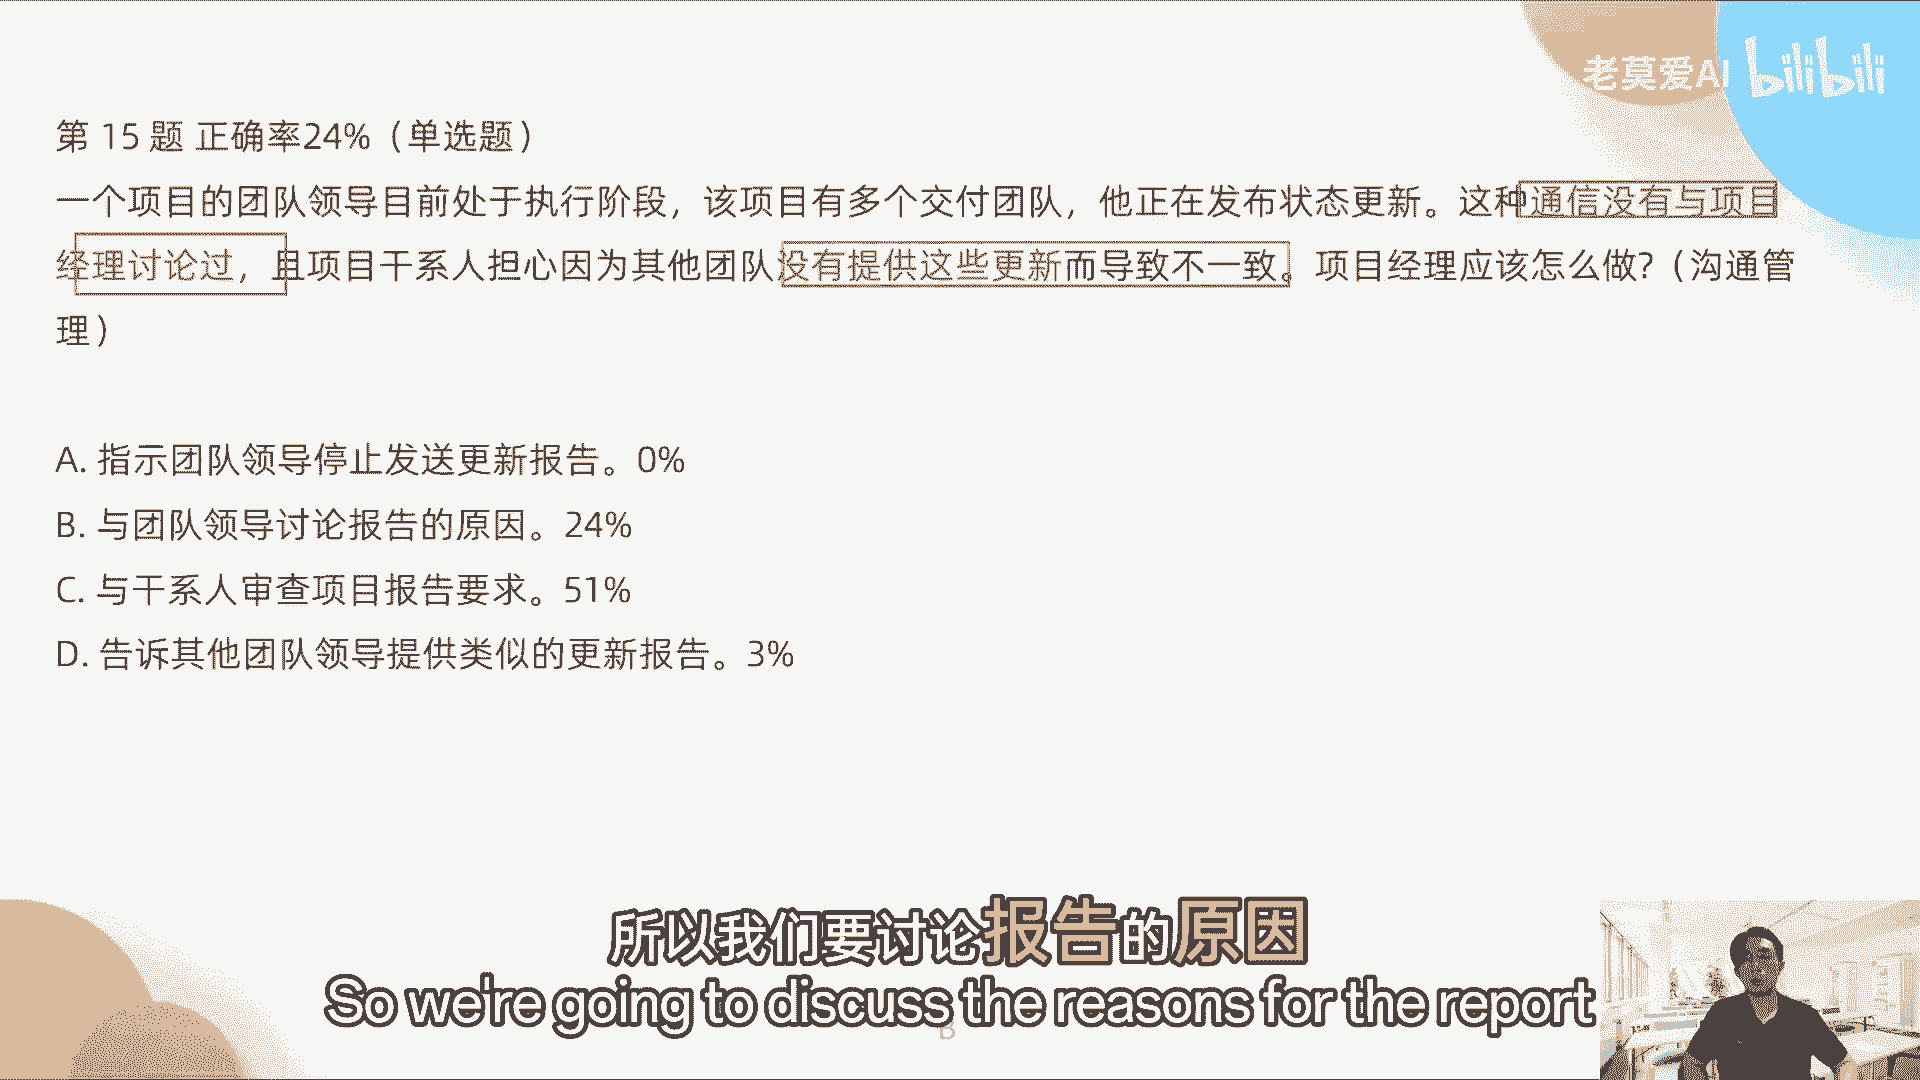 老莫爱AI bilibili
第 15 题 正确率24%（单选题）
一个项目的团队领导目前处于执行阶段，该项目有多个交付团队，他正在发布状态更新。这种通信没有与项目
经理讨论过，且项目干系人担心因为其他团队没有提供这些更新而导致不一致。项目经理应该怎么做?（沟通管
理）
A. 指示团队领导停止发送更新报告。0%
B. 与团队领导讨论报告的原因。24%
C. 与干系人审查项目报告要求。51%
D. 告诉其他团队领导提供类似的更新报告。3%
所以我们要讨论报告的原因
So we're going to discuss the reasons for the report
B